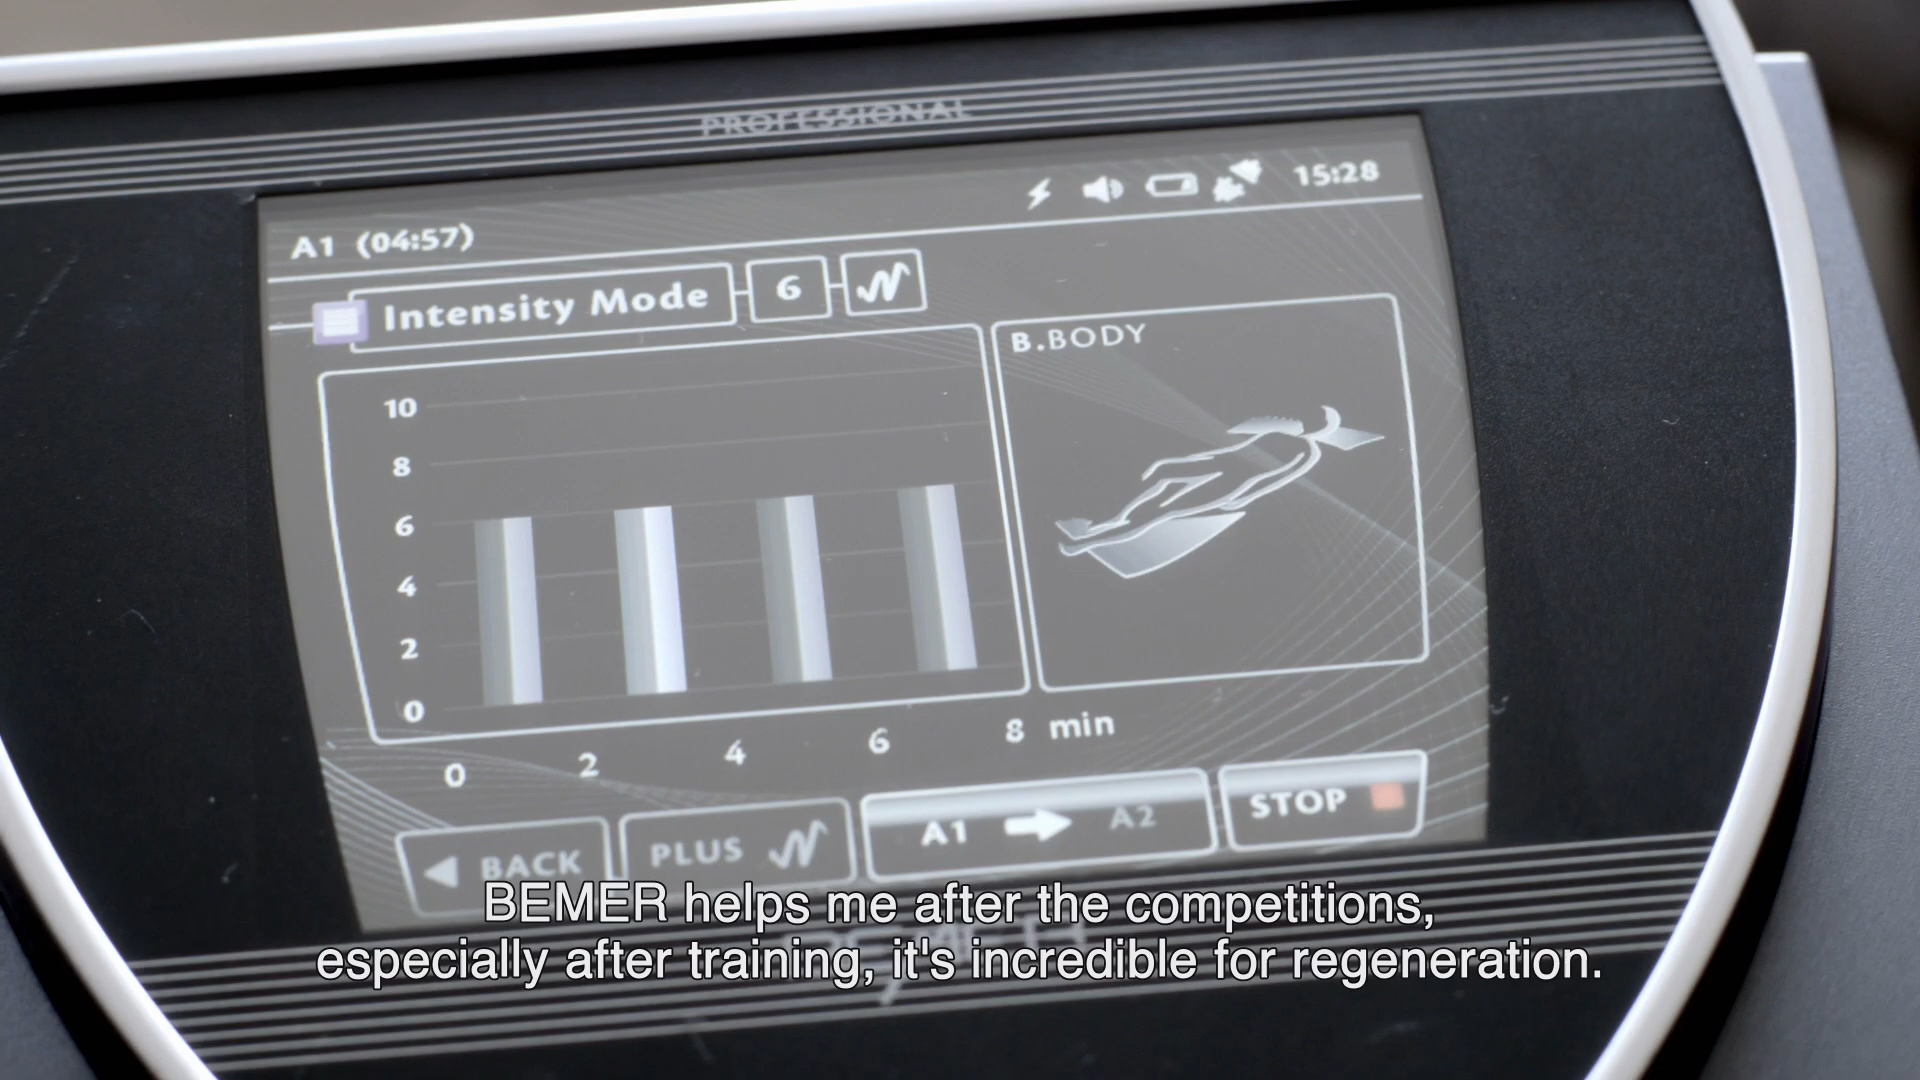 PROFESSIONAL
15:28
A1 (04:57)
Intensity Mode 6
B.BODY
10
8
6
4
2
0
0 2 4 6 8 min
BACK PLUS A1 A2 STOP
BEMER helps me after the competitions,
especially after training, it's incredible for regeneration.